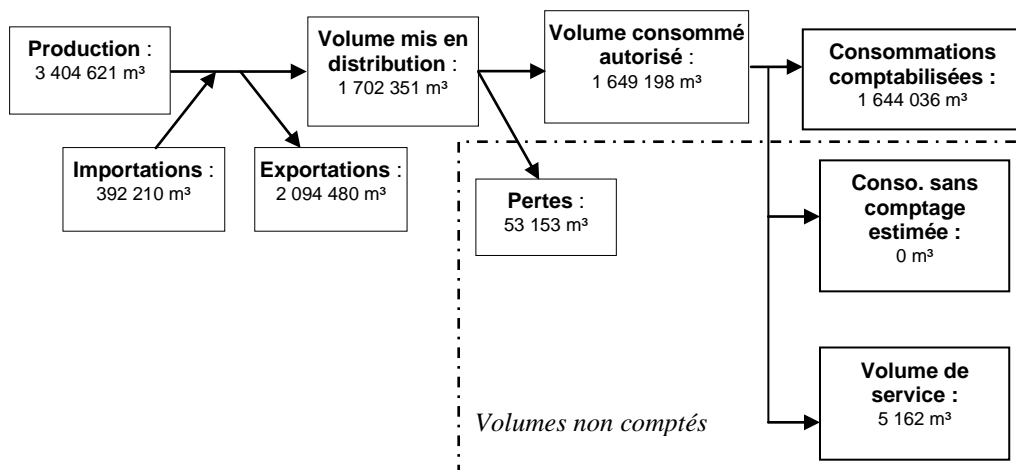 Production :
3 404 621 m³
Volume mis en
distribution :
1 702 351 m³
Volume consommé
autorisé :
1 649 198 m³
Consommations
comptabilisées :
1 644 036 m³
Importations :
392 210 m³
Exportations :
2 094 480 m³
Pertes :
53 153 m³
Conso. sans
comptage
estimée :
0 m³
Volume de
service :
5 162 m³
Volumes non comptés